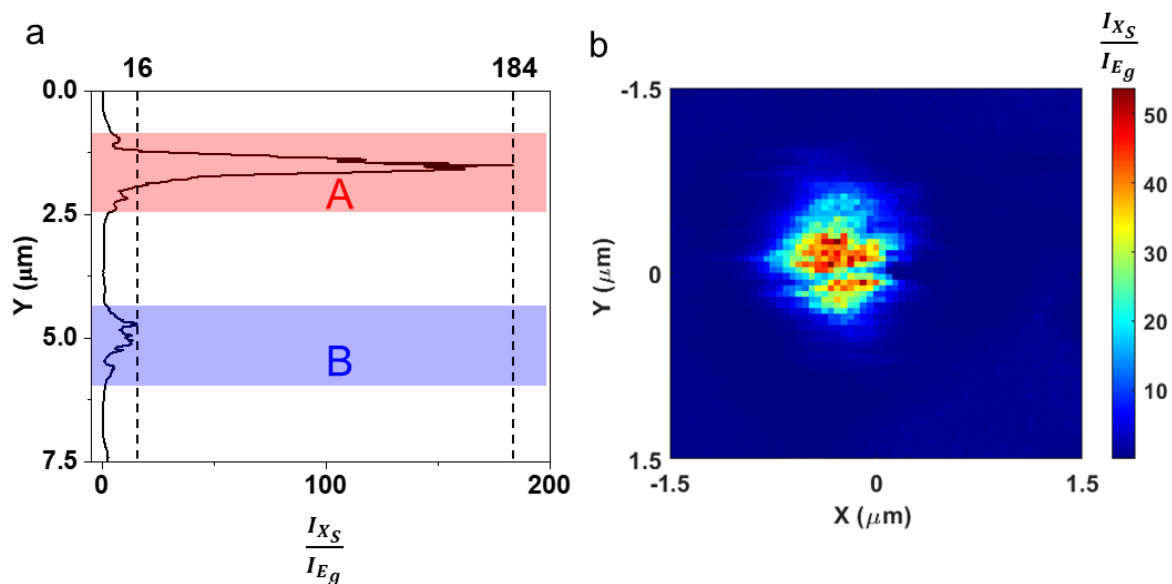 a
16 184
0.0
2.5
5.0
7.5
Y (μm)
A
B
0 100 200
I_{X_S}
I_{E_g}
b
-1.5
0
1.5
Y (μm)
-1.5 0 1.5
X (μm)
I_{X_S}
I_{E_g}
50
40
30
20
10